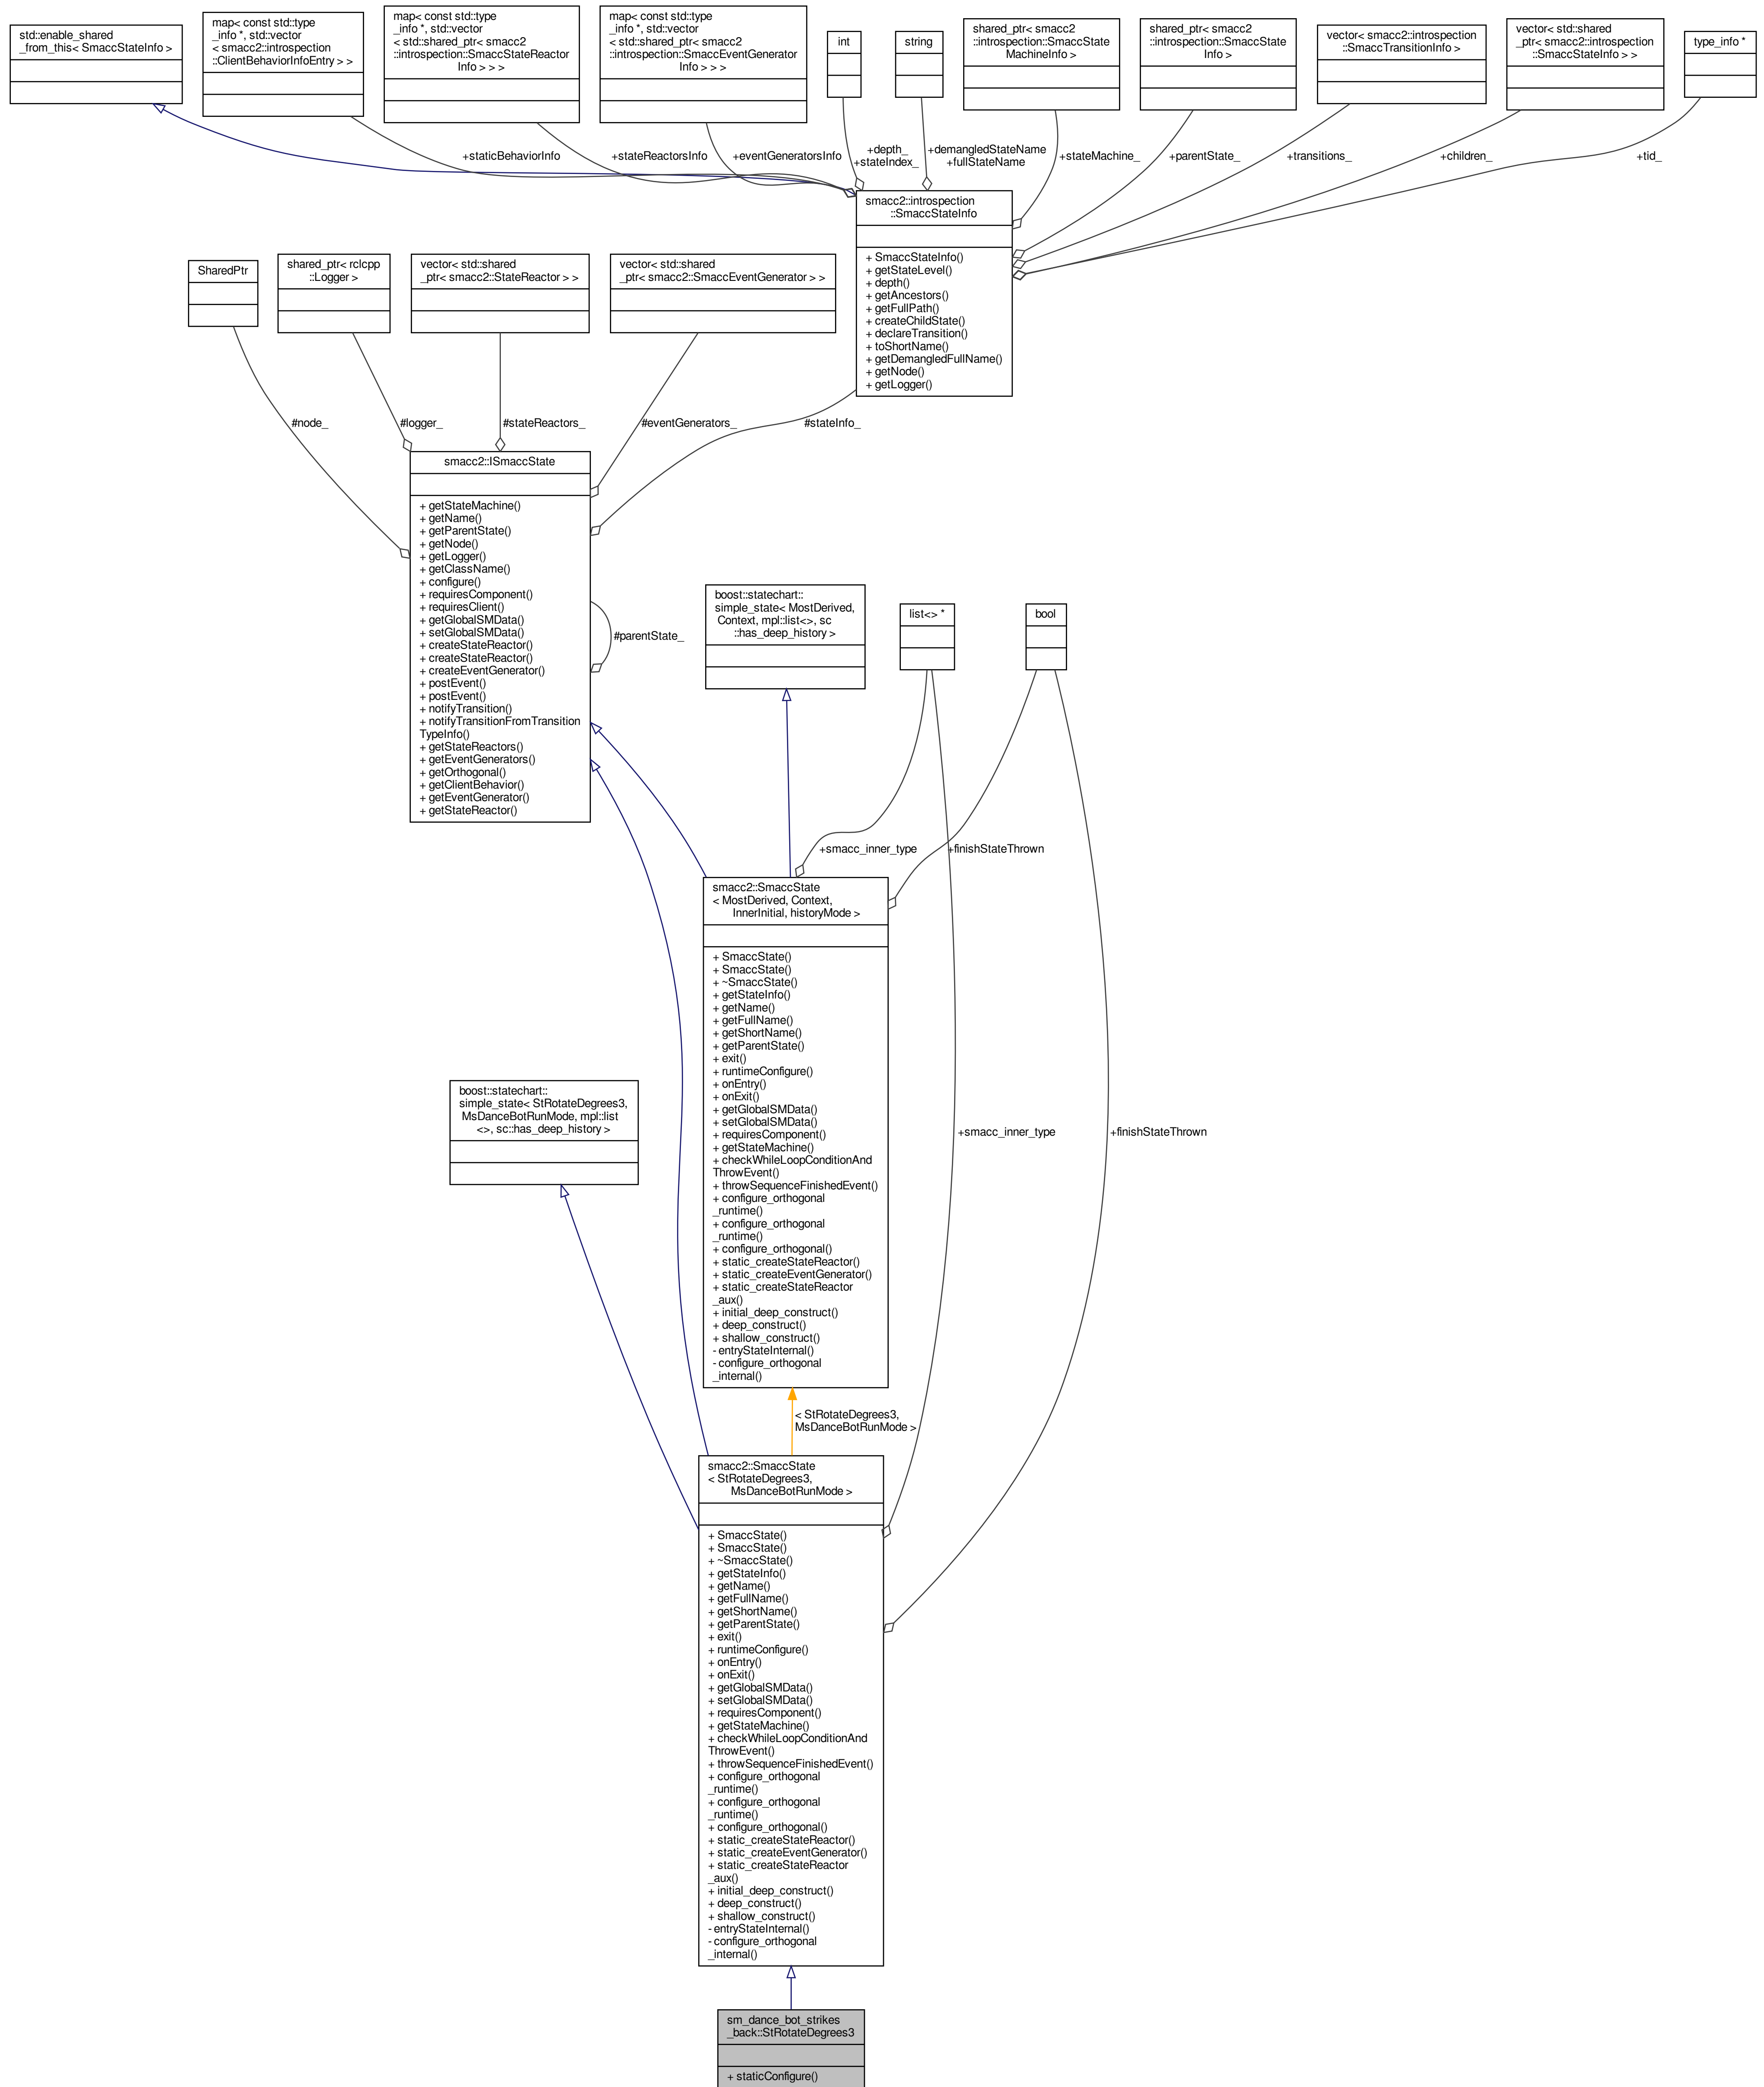 std::enable_shared
_from_this< SmaccStateInfo >
map< const std::type
_info *, std::vector
< smacc2::introspection
::ClientBehaviorInfoEntry > >
map< const std::type
_info *, std::vector
< std::shared_ptr< smacc2
::introspection::SmaccStateReactor
Info > > >
map< const std::type
_info *, std::vector
< std::shared_ptr< smacc2
::introspection::SmaccEventGenerator
Info > > >
int
string
shared_ptr< smacc2
::introspection::SmaccState
MachineInfo >
shared_ptr< smacc2
::introspection::SmaccState
Info >
vector< smacc2::introspection
::SmaccTransitionInfo >
vector< std::shared
_ptr< smacc2::introspection
::SmaccStateInfo > >
type_info *
+staticBehaviorInfo
+stateReactorsInfo
+eventGeneratorsInfo
+depth_
+stateIndex_
+demangledStateName
+fullStateName
+stateMachine_
+parentState_
+transitions_
+children_
+tid_
smacc2::introspection
::SmaccStateInfo
+ SmaccStateInfo()
+ getStateLevel()
+ depth()
+ getAncestors()
+ getFullPath()
+ createChildState()
+ declareTransition()
+ toShortName()
+ getDemangledFullName()
+ getNode()
+ getLogger()
SharedPtr
shared_ptr< rclcpp
::Logger >
vector< std::shared
_ptr< smacc2::StateReactor > >
vector< std::shared
_ptr< smacc2::SmaccEventGenerator > >
#node_
#logger_
#stateReactors_
#eventGenerators_
#stateInfo_
smacc2::ISmaccState
+ getStateMachine()
+ getName()
+ getParentState()
+ getNode()
+ getLogger()
+ getClassName()
+ configure()
+ requiresComponent()
+ requiresClient()
+ getGlobalSMData()
+ setGlobalSMData()
+ createStateReactor()
+ createStateReactor()
+ createEventGenerator()
+ postEvent()
+ postEvent()
+ notifyTransition()
+ notifyTransitionFromTransition
TypeInfo()
+ getStateReactors()
+ getEventGenerators()
+ getOrthogonal()
+ getClientBehavior()
+ getEventGenerator()
+ getStateReactor()
#parentState_
boost::statechart::
simple_state< MostDerived,
Context, mpl::list<>, sc
::has_deep_history >
list<> *
bool
+smacc_inner_type
+finishStateThrown
smacc2::SmaccState
< MostDerived, Context,
InnerInitial, historyMode >
+ SmaccState()
+ SmaccState()
+ ~SmaccState()
+ getStateInfo()
+ getName()
+ getFullName()
+ getShortName()
+ getParentState()
+ exit()
+ runtimeConfigure()
+ onEntry()
+ onExit()
+ getGlobalSMData()
+ setGlobalSMData()
+ requiresComponent()
+ getStateMachine()
+ checkWhileLoopConditionAnd
ThrowEvent()
+ throwSequenceFinishedEvent()
+ configure_orthogonal
_runtime()
+ configure_orthogonal
_runtime()
+ configure_orthogonal()
+ static_createStateReactor()
+ static_createEventGenerator()
+ static_createStateReactor
_aux()
+ initial_deep_construct()
+ deep_construct()
+ shallow_construct()
- entryStateInternal()
- configure_orthogonal
_internal()
boost::statechart::
simple_state< StRotateDegrees3,
MsDanceBotRunMode, mpl::list
<>, sc::has_deep_history >
+smacc_inner_type
+finishStateThrown
< StRotateDegrees3,
MsDanceBotRunMode >
smacc2::SmaccState
< StRotateDegrees3,
MsDanceBotRunMode >
+ SmaccState()
+ SmaccState()
+ ~SmaccState()
+ getStateInfo()
+ getName()
+ getFullName()
+ getShortName()
+ getParentState()
+ exit()
+ runtimeConfigure()
+ onEntry()
+ onExit()
+ getGlobalSMData()
+ setGlobalSMData()
+ requiresComponent()
+ getStateMachine()
+ checkWhileLoopConditionAnd
ThrowEvent()
+ throwSequenceFinishedEvent()
+ configure_orthogonal
_runtime()
+ configure_orthogonal
_runtime()
+ configure_orthogonal()
+ static_createStateReactor()
+ static_createEventGenerator()
+ static_createStateReactor
_aux()
+ initial_deep_construct()
+ deep_construct()
+ shallow_construct()
- entryStateInternal()
- configure_orthogonal
_internal()
sm_dance_bot_strikes
_back::StRotateDegrees3
+ staticConfigure()